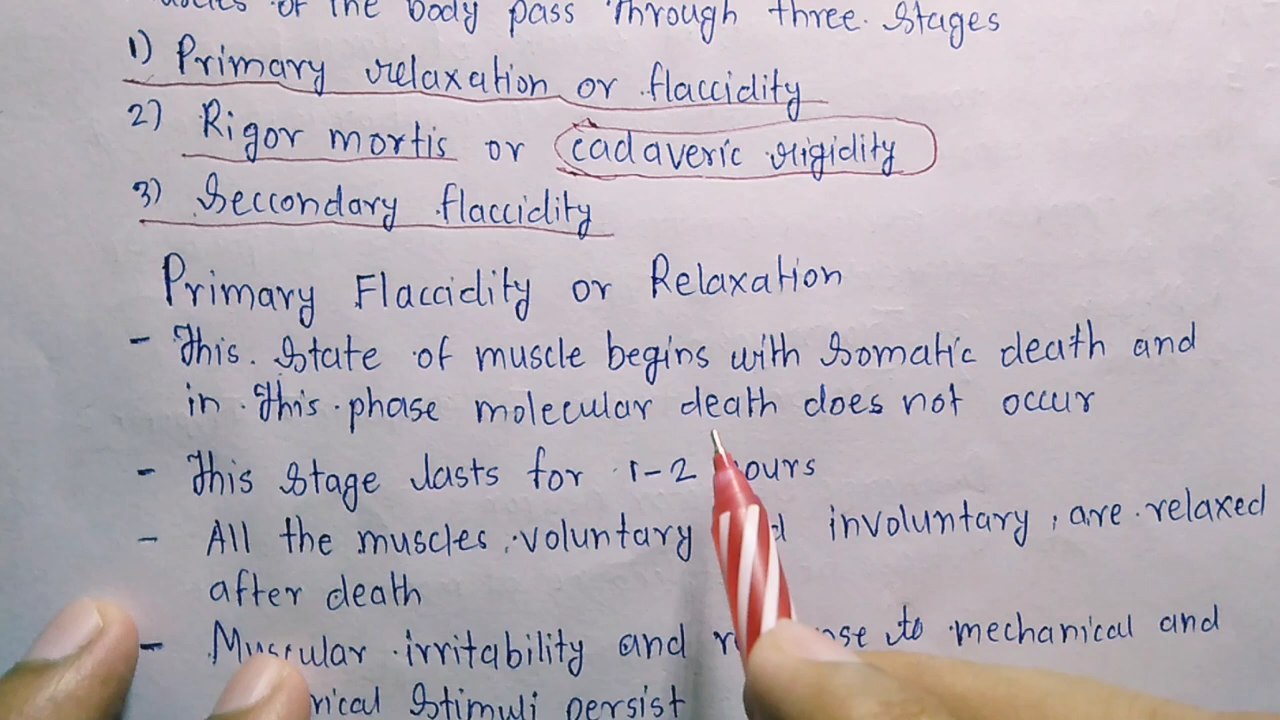 of the body pass through three stages
1) Primary relaxation or flaccidity
2) Rigor mortis or cadaveric rigidity
3) Seccondary flaccidity
Primary Flaccidity or Relaxation
- This state of muscle begins with somatic death and
in this phase molecular death does not occur
- This stage lasts for 1-2 hours
- All the muscles, voluntary involuntary, are relaxed
after death
- Muscular irritability and to mechanical and
stimuli persist